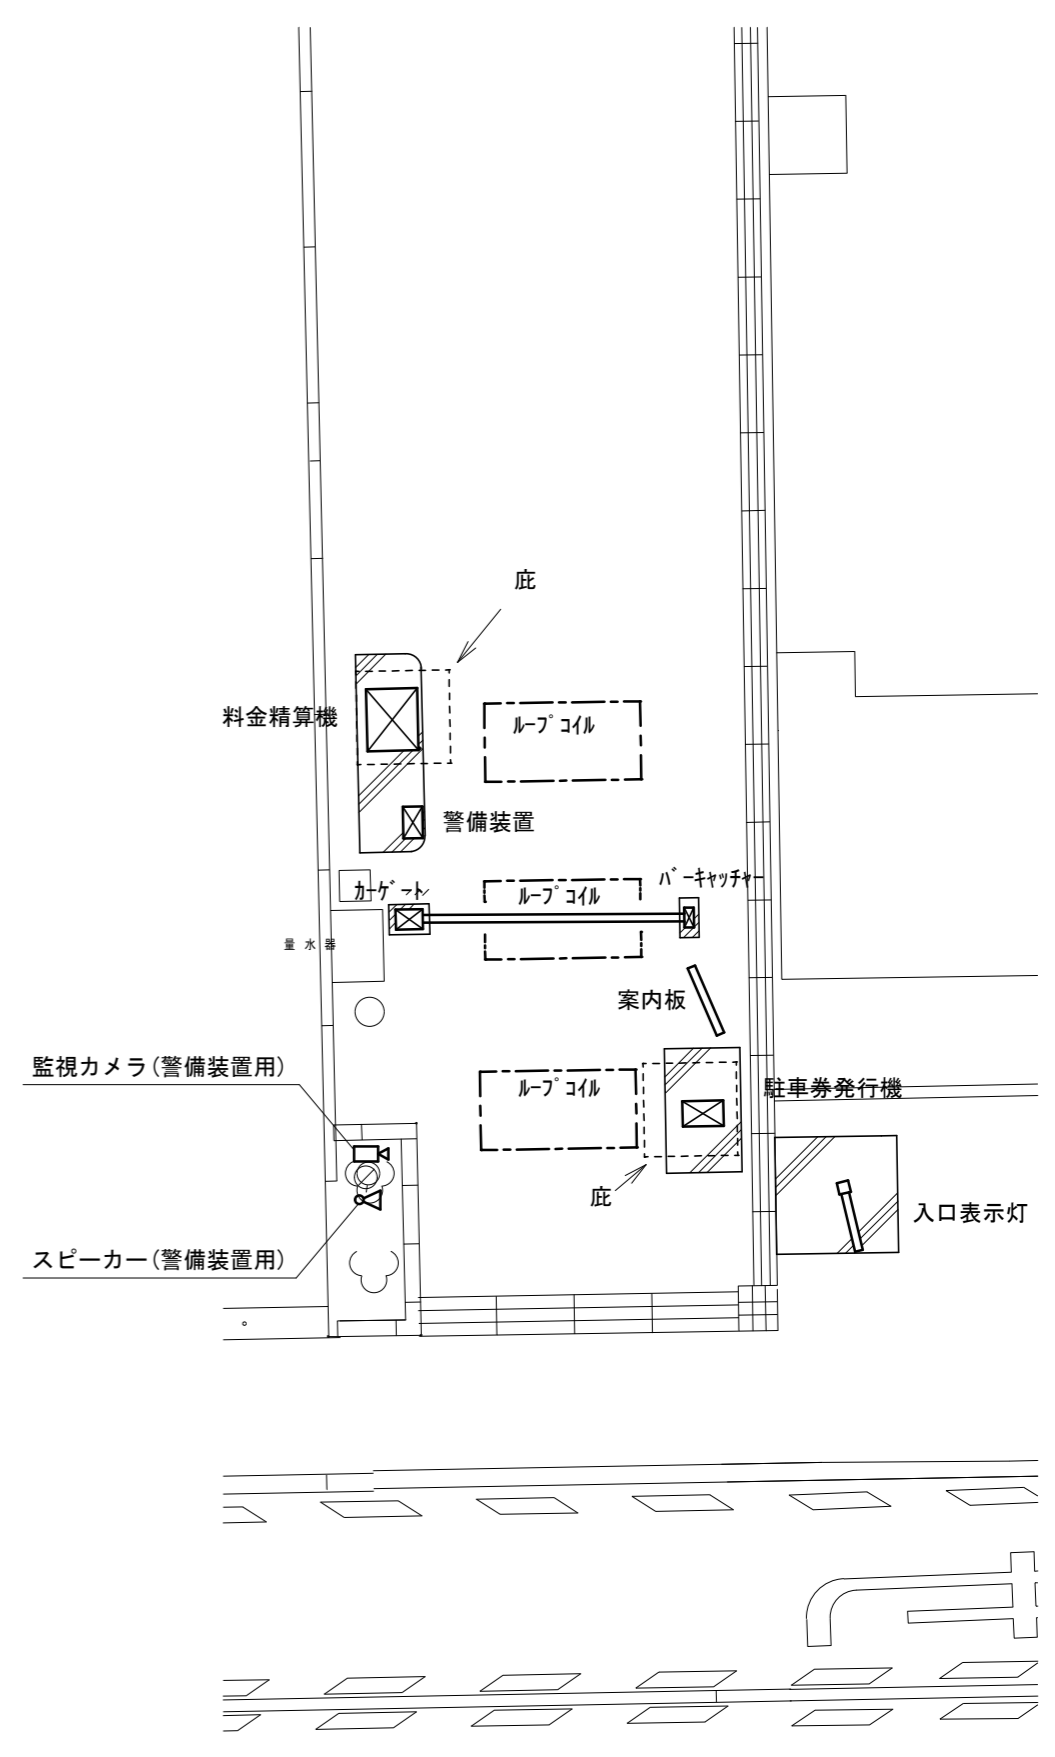 庇
料金精算機
ﾙｰﾌﾟｺｲﾙ
警備装置
ｶｰｹﾞｰﾄ
ﾙｰﾌﾟｺｲﾙ
ﾊﾞｰｷｬｯﾁｬｰ
量水器
案内板
監視カメラ(警備装置用)
ﾙｰﾌﾟｺｲﾙ
駐車券発行機
庇
入口表示灯
スピーカー(警備装置用)